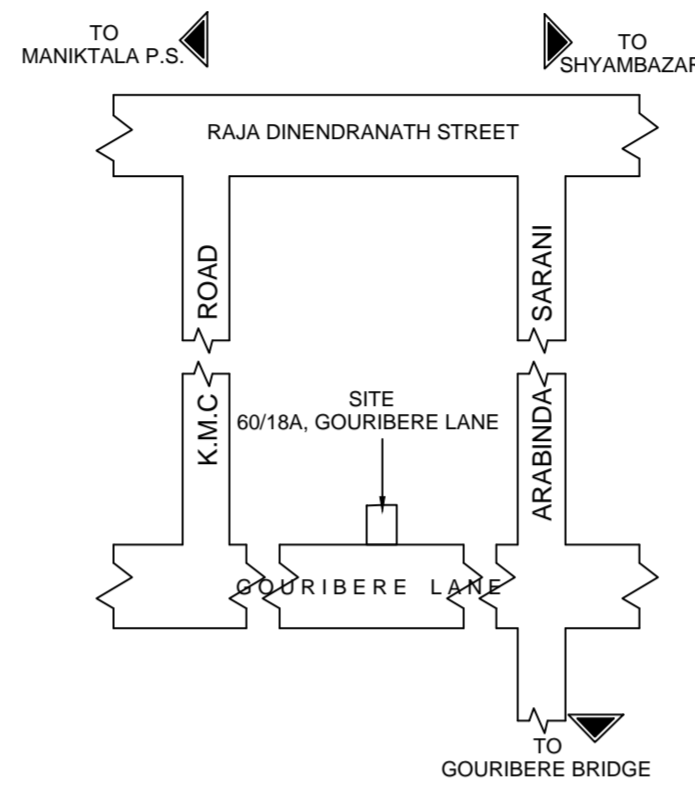 TO
MANIKTALA P.S.
TO
SHYAMBAZAR
RAJA DINENDRANATH STREET
K.M.C ROAD
ARABINDA SARANI
SITE
60/18A, GOURIBERE LANE
GOURIBERE LANE
TO
GOURIBERE BRIDGE